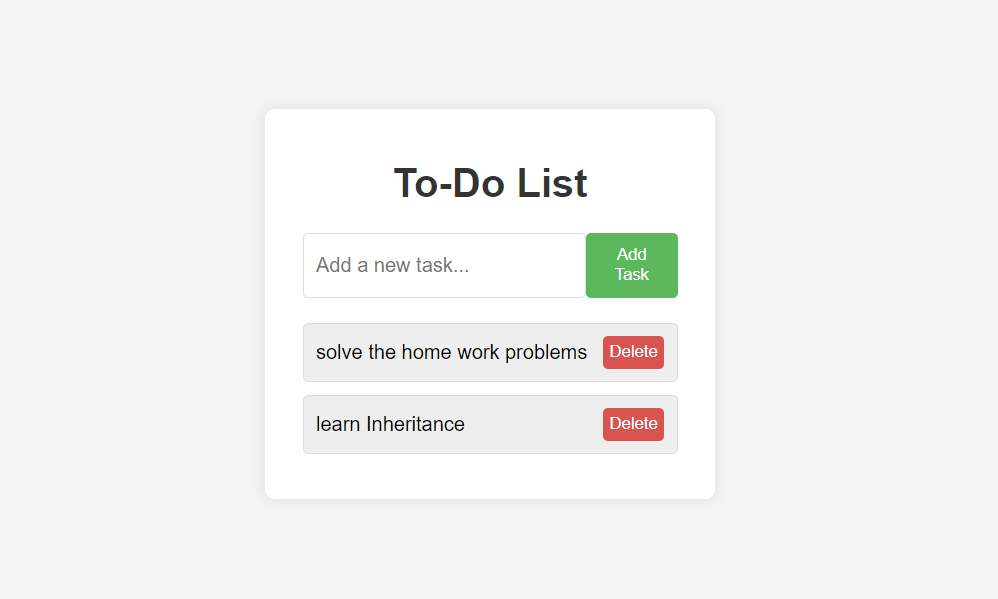 To-Do List
Add a new task...
Add
Task
solve the home work problems
Delete
learn Inheritance
Delete